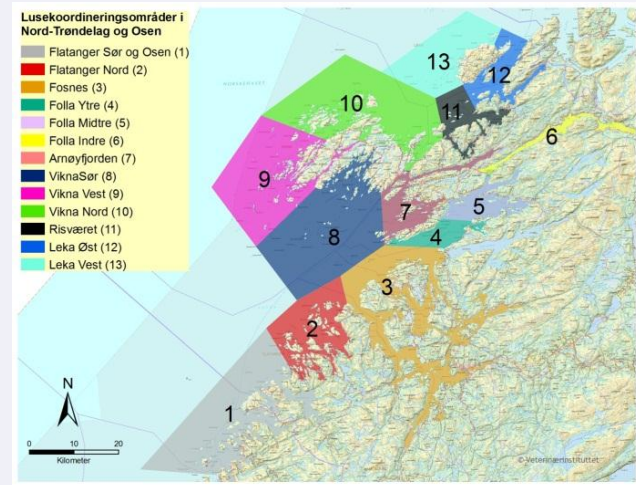 Lusekoordineringsområder i
Nord-Trøndelag og Osen
Flatanger Sør og Osen (1)
Flatanger Nord (2)
Fosnes (3)
Folla Ytre (4)
Folla Midtre (5)
Folla Indre (6)
Arnøyfjorden (7)
ViknaSør (8)
Vikna Vest (9)
Vikna Nord (10)
Risværet (11)
Leka Øst (12)
Leka Vest (13)
13
12
10
11
6
9
7
5
8
4
3
2
1
N
0 10 20
Kilometer
©Veterinærinstituttet